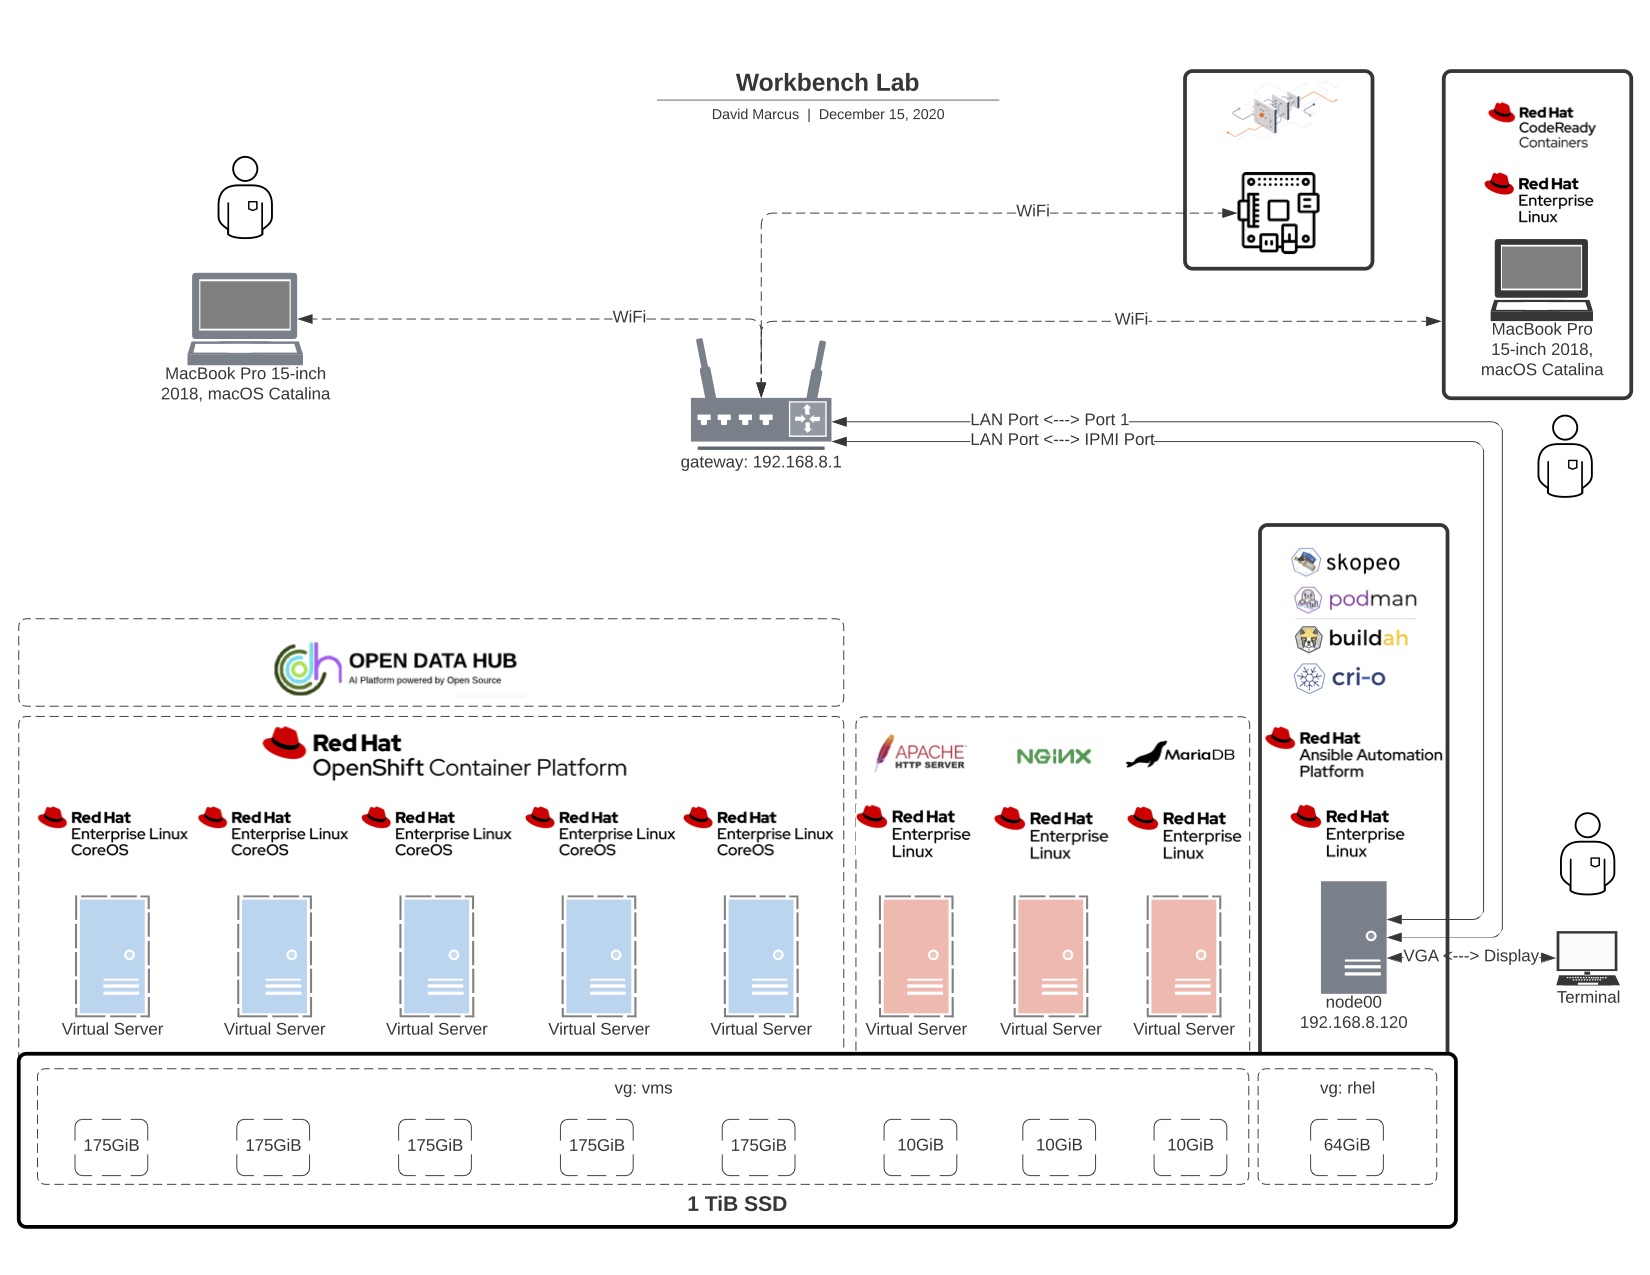 Workbench Lab
David Marcus | December 15, 2020
Red Hat
CodeReady
Containers
Red Hat
Enterprise
Linux
MacBook Pro
15-inch 2018,
macOS Catalina
WiFi
WiFi
WiFi
MacBook Pro 15-inch
2018, macOS Catalina
LAN Port <---> Port 1
LAN Port <---> IPMI Port
gateway: 192.168.8.1
skopeo
podman
buildah
cri-o
Red Hat
Ansible Automation
Platform
Red Hat
Enterprise
Linux
OPEN DATA HUB
AI Platform powered by Open Source
Red Hat
OpenShift Container Platform
Red Hat
Enterprise Linux
CoreOS
Red Hat
Enterprise Linux
CoreOS
Red Hat
Enterprise Linux
CoreOS
Red Hat
Enterprise Linux
CoreOS
Red Hat
Enterprise Linux
CoreOS
APACHE
HTTP SERVER
NGINX
MariaDB
Red Hat
Enterprise
Linux
Red Hat
Enterprise
Linux
Red Hat
Enterprise
Linux
Virtual Server
Virtual Server
Virtual Server
Virtual Server
Virtual Server
Virtual Server
Virtual Server
Virtual Server
node00
192.168.8.120
VGA <---> Display
Terminal
vg: vms
vg: rhel
175GiB
175GiB
175GiB
175GiB
175GiB
10GiB
10GiB
10GiB
64GiB
1 TiB SSD